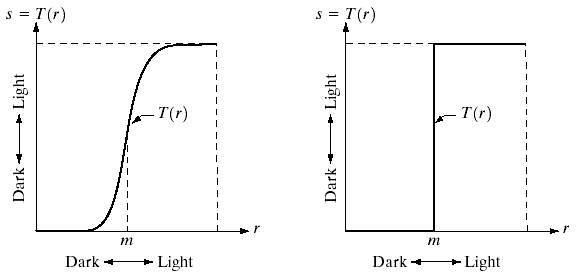 s = T(r)
Dark Light
T(r)
m
r
Dark Light
s = T(r)
Dark Light
T(r)
m
r
Dark Light